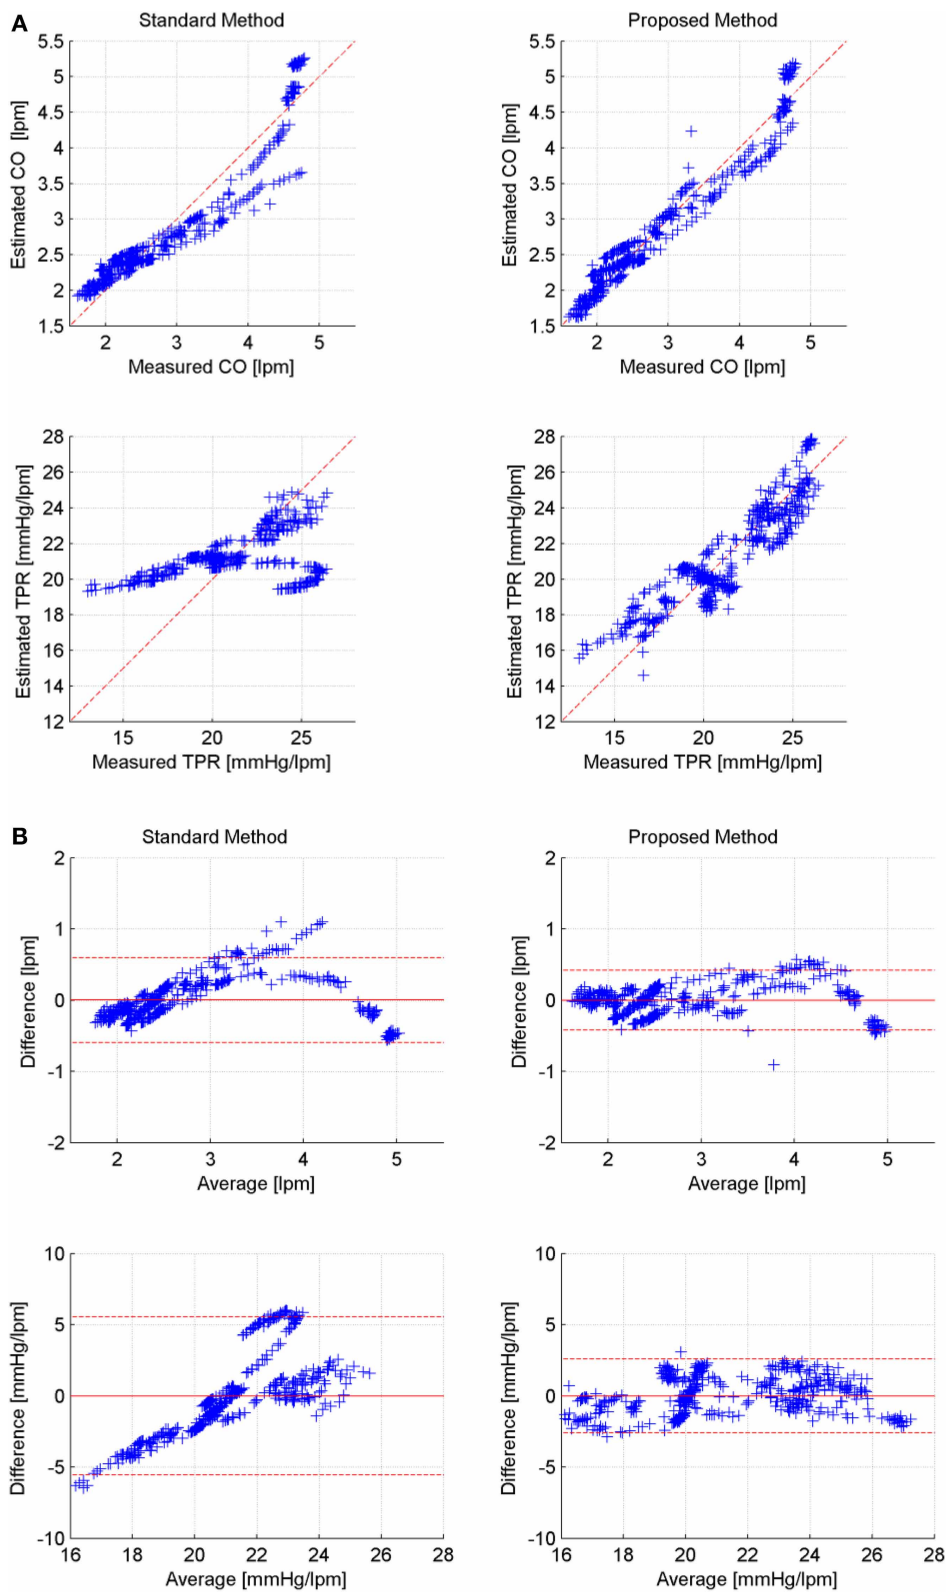 A
Standard Method
Proposed Method
5.5
5
4.5
4
3.5
3
2.5
2
1.5
Estimated CO [lpm]
2 3 4 5
Measured CO [lpm]
5.5
5
4.5
4
3.5
3
2.5
2
1.5
Estimated CO [lpm]
2 3 4 5
Measured CO [lpm]
28
26
24
22
20
18
16
14
12
Estimated TPR [mmHg/lpm]
15 20 25
Measured TPR [mmHg/lpm]
28
26
24
22
20
18
16
14
12
Estimated TPR [mmHg/lpm]
15 20 25
Measured TPR [mmHg/lpm]
B
Standard Method
Proposed Method
2
1
0
-1
-2
Difference [lpm]
2 3 4 5
Average [lpm]
2
1
0
-1
-2
Difference [lpm]
2 3 4 5
Average [lpm]
10
5
0
-5
-10
Difference [mmHg/lpm]
16 18 20 22 24 26 28
Average [mmHg/lpm]
10
5
0
-5
-10
Difference [mmHg/lpm]
16 18 20 22 24 26 28
Average [mmHg/lpm]